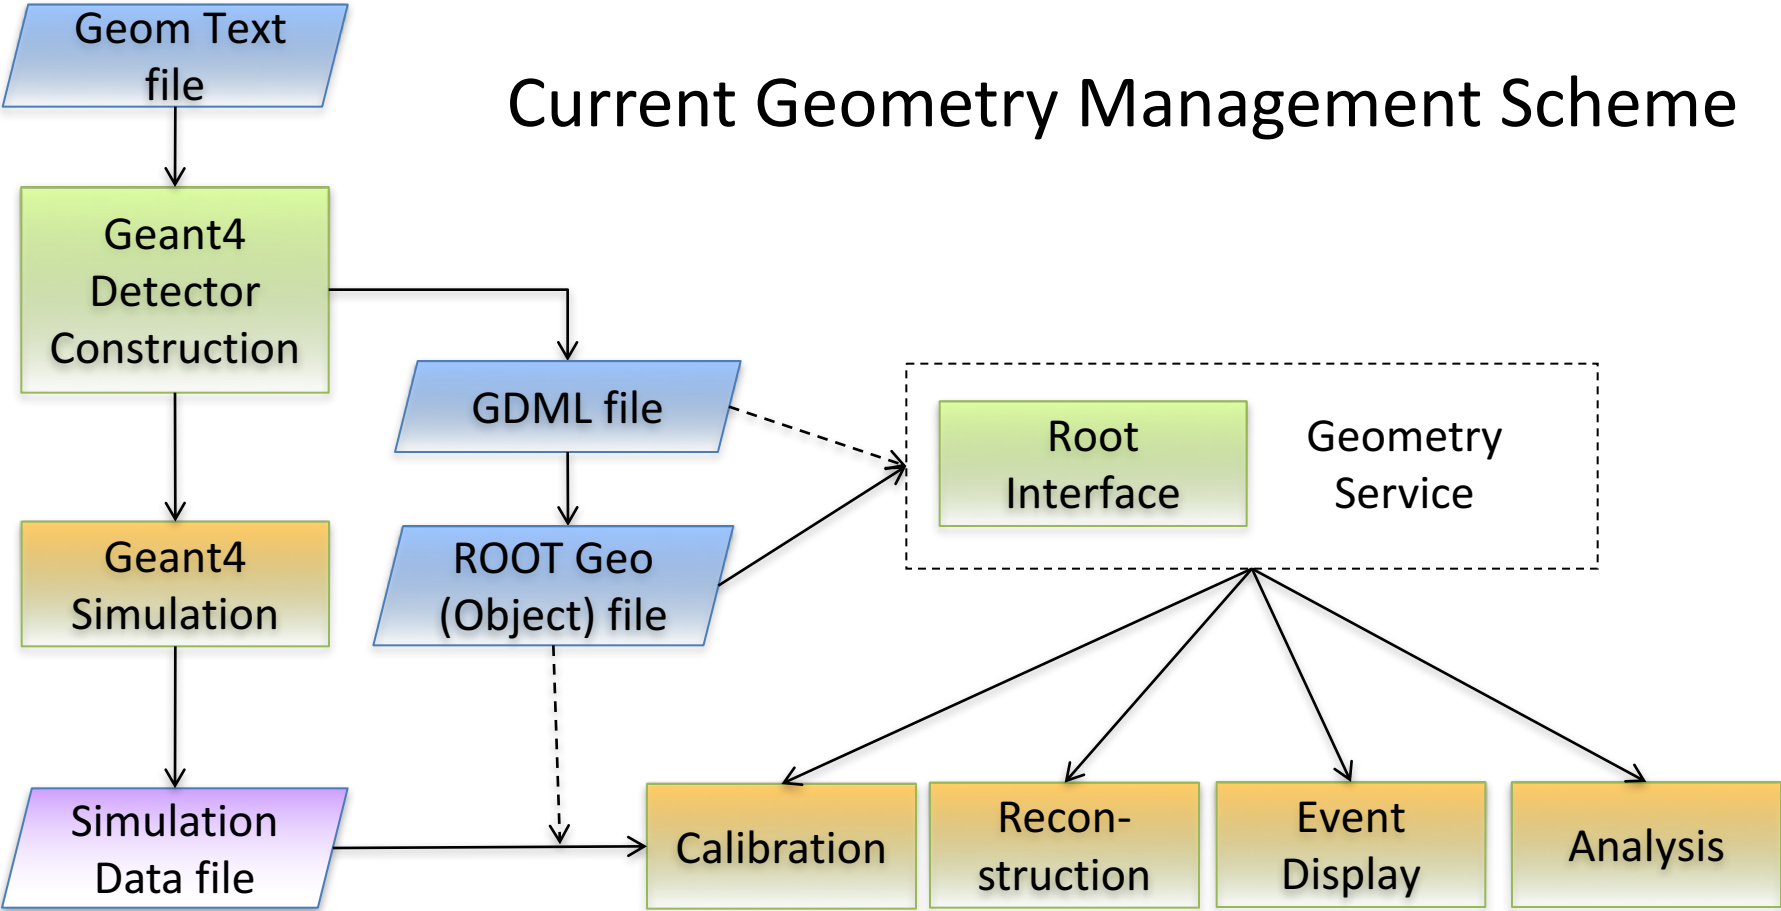 Geom Text
file
Current Geometry Management Scheme
Geant4
Detector
Construction
GDML file
Root
Interface
Geometry
Service
Geant4
Simulation
ROOT Geo
(Object) file
Simulation
Data file
Calibration
Recon-
struction
Event
Display
Analysis